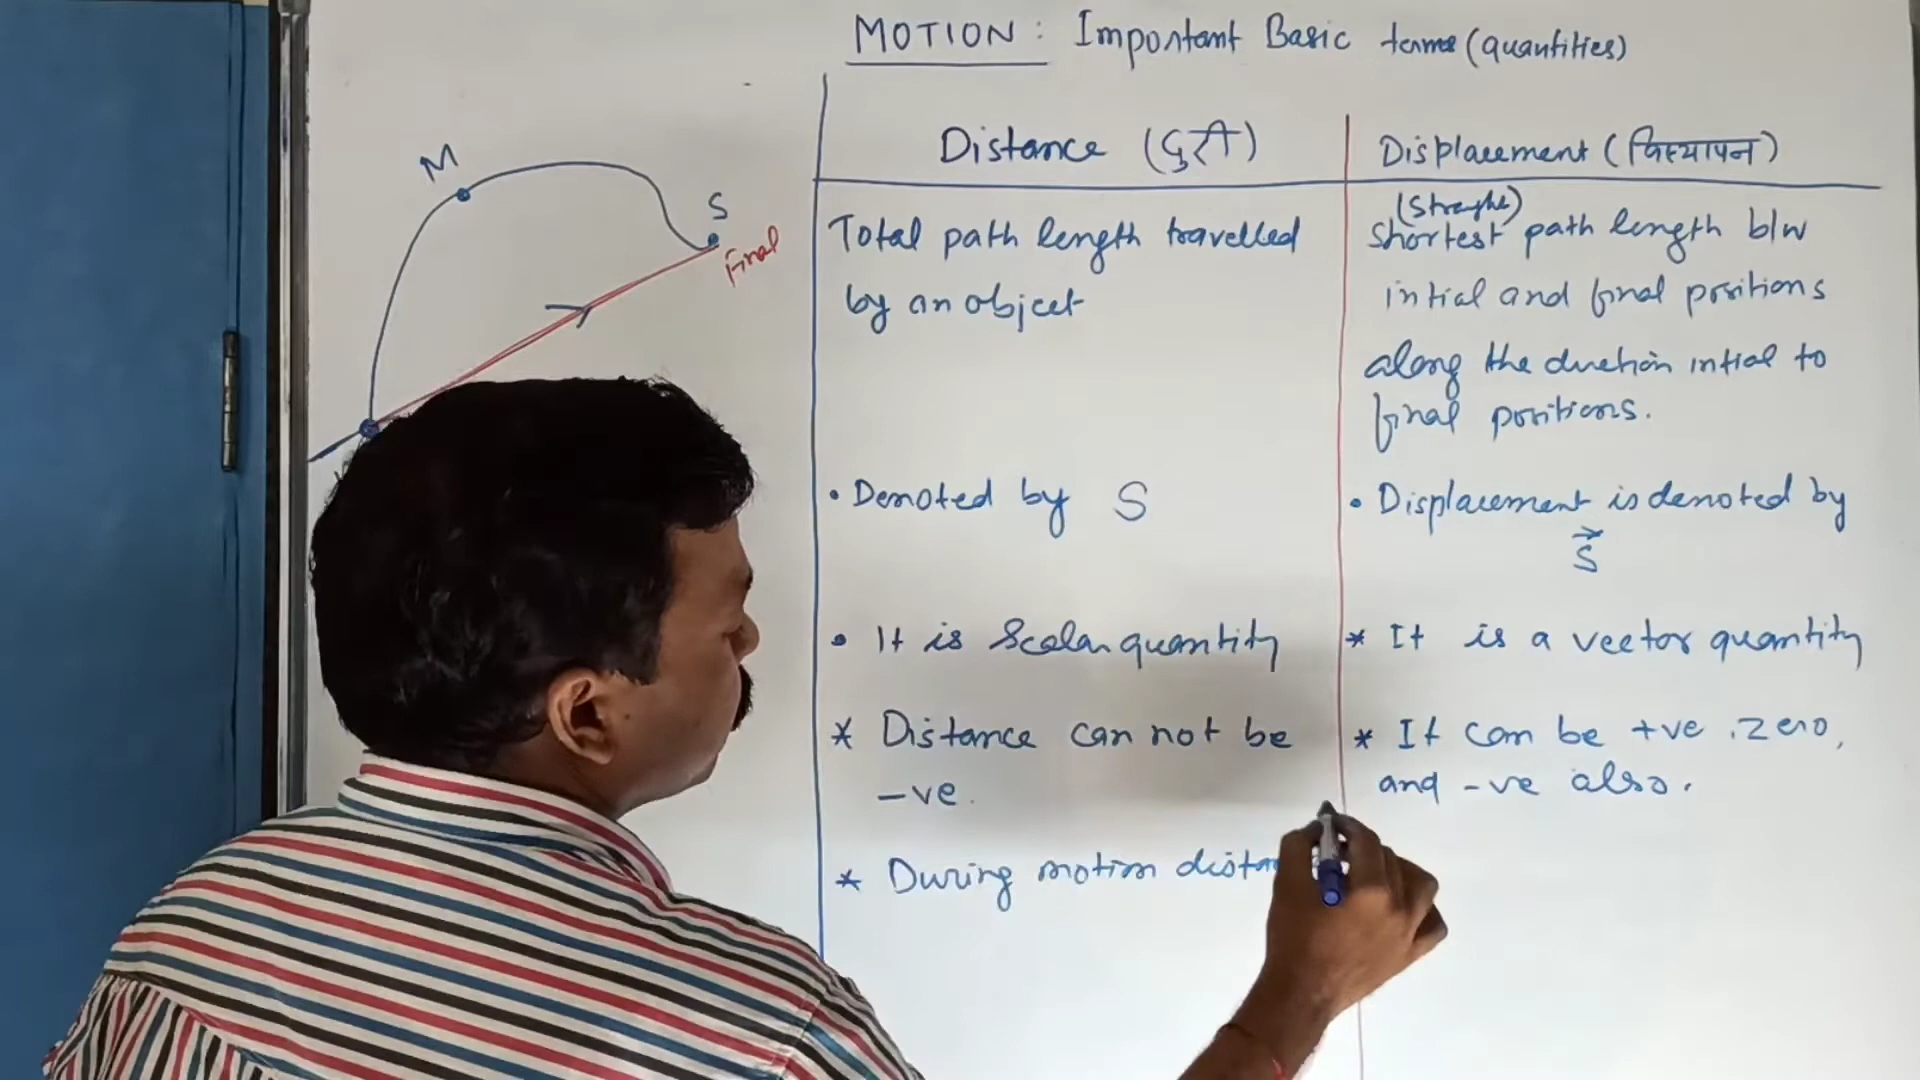 MOTION : Important Basic terms (quantities)
M
S
Final
Distance (दुरी)
Total path length travelled
by an object
• Denoted by S
• It is Scalar quantity
* Distance can not be
-ve.
* During motion distan
Displacement (विस्थापन)
(Straight)
shortest path length b/w
intial and final positions
along the direction intial to
final positions.
• Displacement is denoted by
S⃗
* It is a vector quantity
* It can be +ve, zero,
and -ve also.